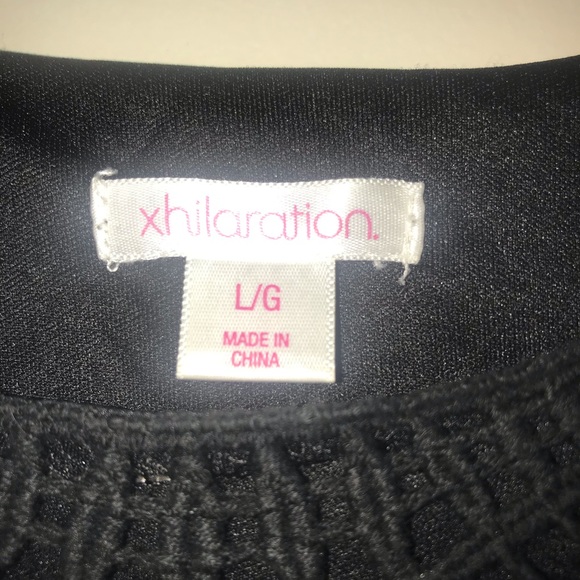 xhilaration.
L/G
MADE IN
CHINA